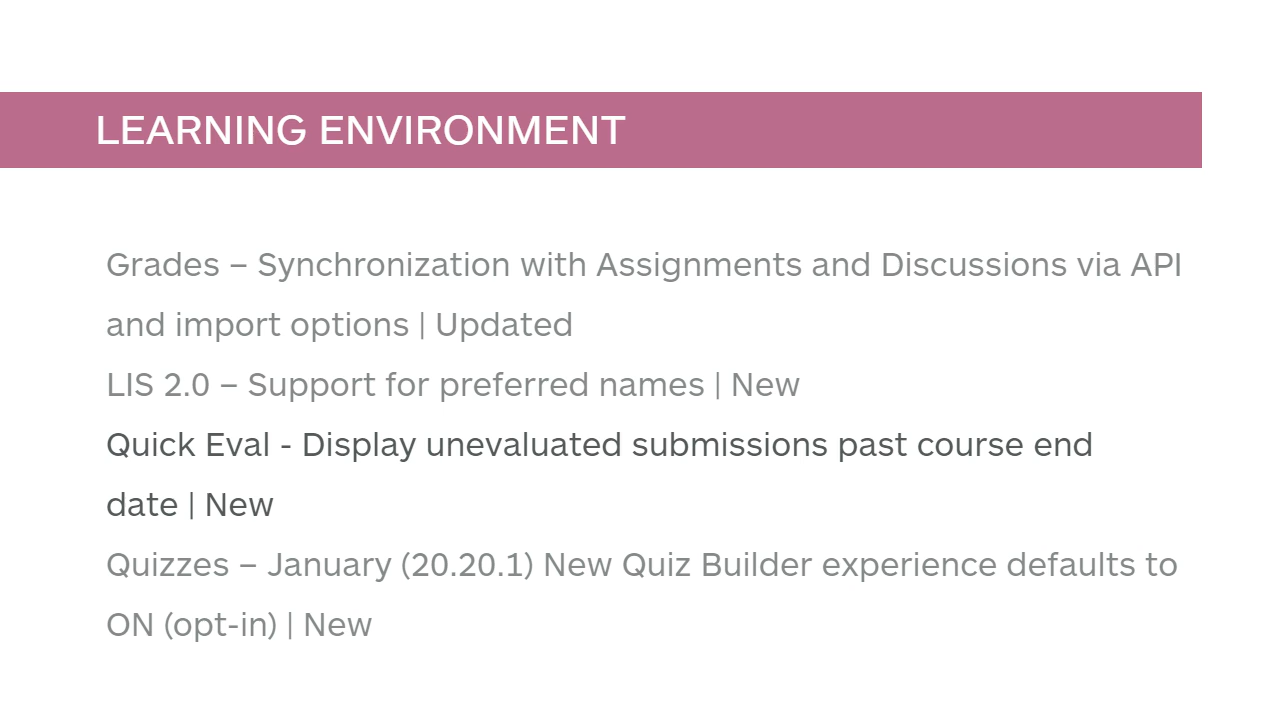 LEARNING ENVIRONMENT
Grades – Synchronization with Assignments and Discussions via API
and import options | Updated
LIS 2.0 – Support for preferred names | New
Quick Eval - Display unevaluated submissions past course end
date | New
Quizzes – January (20.20.1) New Quiz Builder experience defaults to
ON (opt-in) | New